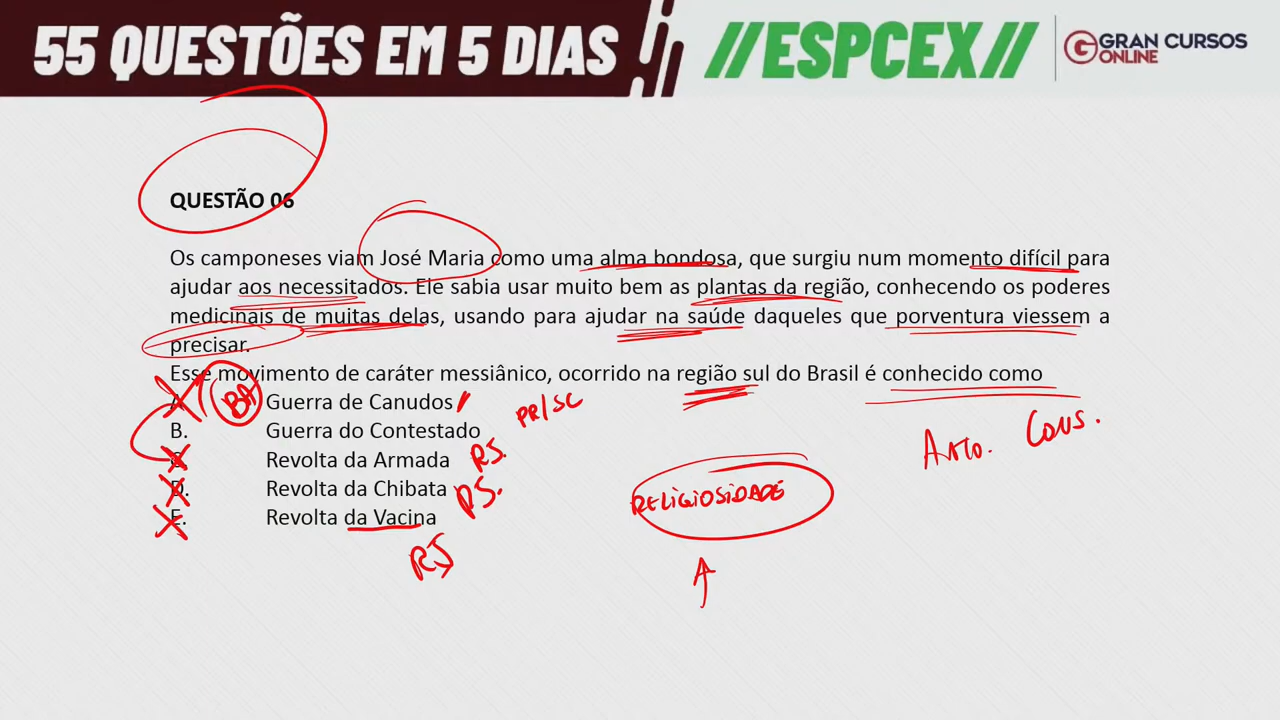 55 QUESTÕES EM 5 DIAS
//ESPCEX//
GRAN CURSOS
ONLINE
QUESTÃO 06
Os camponeses viam José Maria como uma alma bondosa, que surgiu num momento difícil para
ajudar aos necessitados. Ele sabia usar muito bem as plantas da região, conhecendo os poderes
medicinais de muitas delas, usando para ajudar na saúde daqueles que porventura viessem a
precisar.
Esse movimento de caráter messiânico, ocorrido na região sul do Brasil é conhecido como
A. BA Guerra de Canudos
PR/SC
B. Guerra do Contestado
Anto. Cons.
C. Revolta da Armada RJ.
D. Revolta da Chibata RJ.
RELIGIOSIDADE
E. Revolta da Vacina
RJ